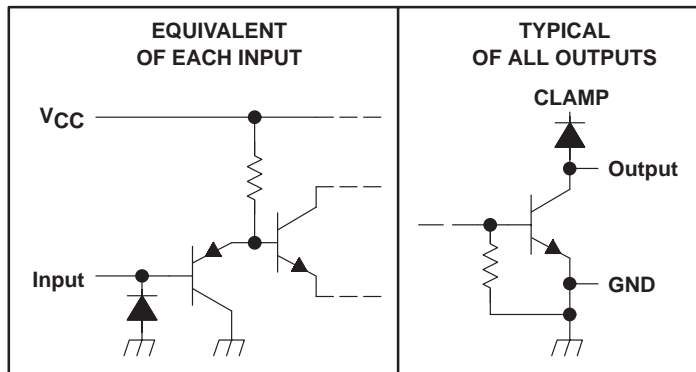 EQUIVALENT
OF EACH INPUT
VCC
Input
TYPICAL
OF ALL OUTPUTS
CLAMP
Output
GND